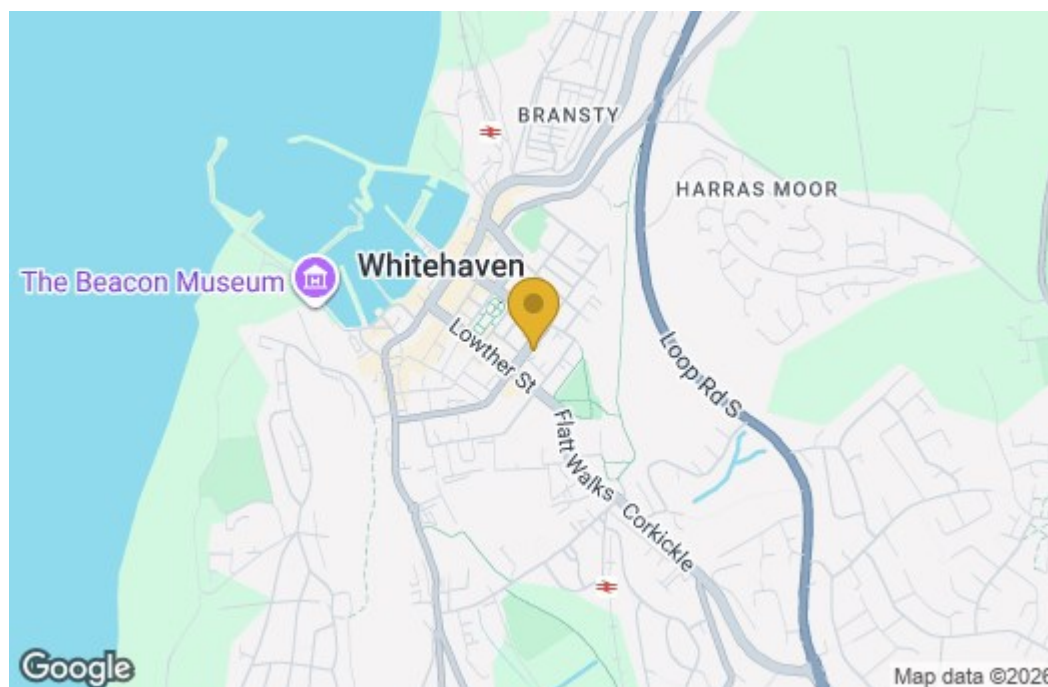 BRANSTY
HARRAS MOOR
Whitehaven
The Beacon Museum
Lowther St
Loop Rd S
Flatt Walks
Corkickle
Google
Map data ©2026